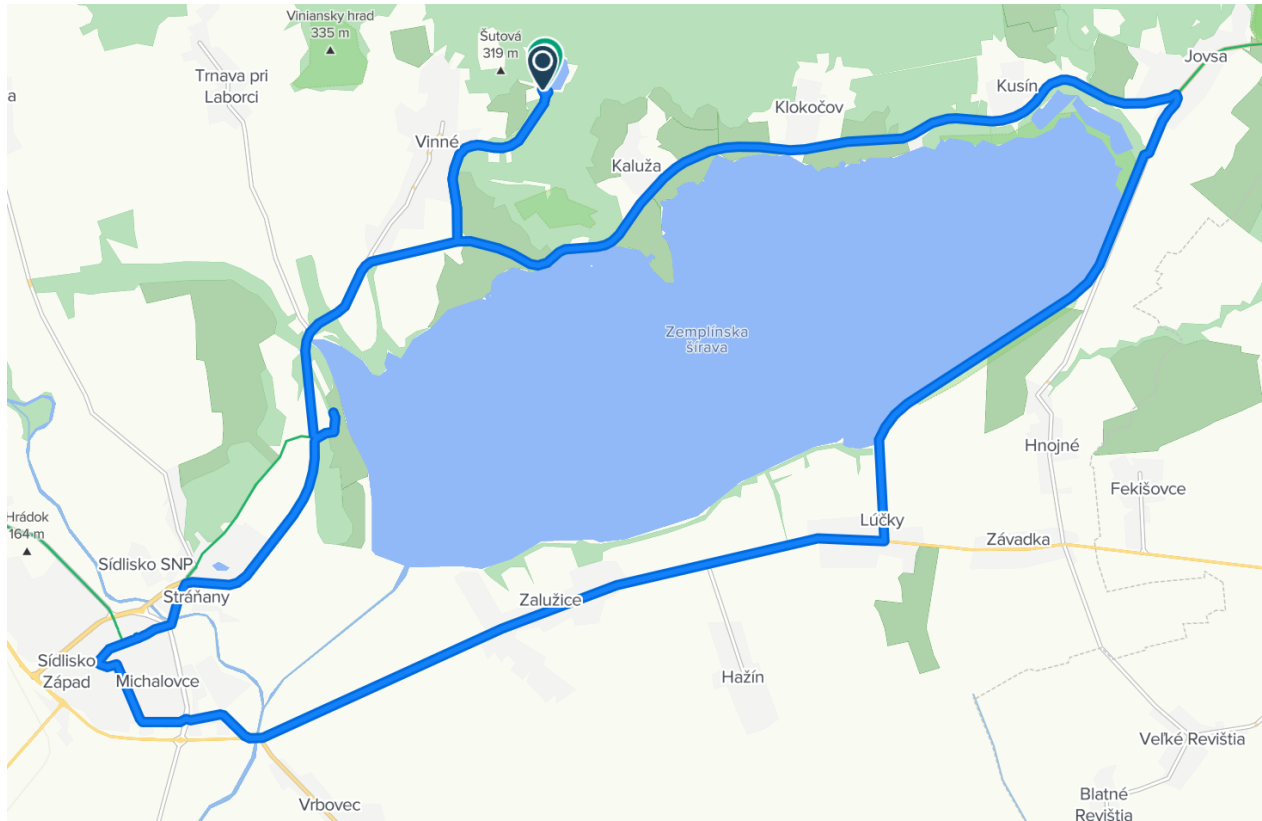 Viniansky hrad
335 m
Šutová
319 m
Jovsa
Trnava pri
Laborci
Kusín
Klokočov
a
Vinné
Kaluža
Zemplínska
šírava
Hnojné
Fekišovce
Hrádok
164 m
Lúčky
Závadka
Sídlisko SNP
Stráňany
Zalužice
Sídlisko
Západ
Michalovce
Hažín
Veľké Revištia
Vrbovec
Blatné
Revištia